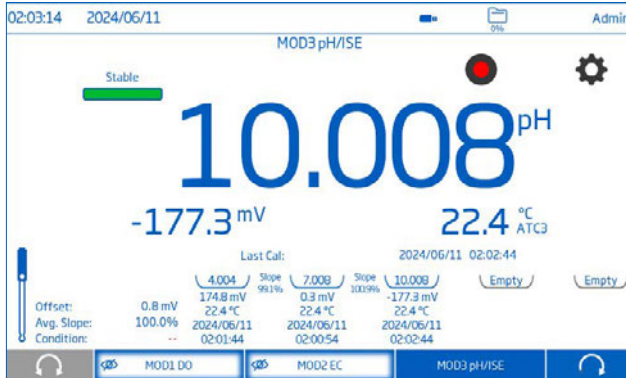 02:03:14 2024/06/11 0% Admin
MOD3 pH/ISE
Stable
10.008 pH
-177.3 mV 22.4 °C ATC3
Last Cal: 2024/06/11 02:02:44
4.004 Slope 99.1% 7.008 Slope 100.9% 10.008 Empty Empty
174.8 mV 0.3 mV -177.3 mV
22.4 °C 22.4 °C 22.4 °C
Offset: 0.8 mV 2024/06/11 2024/06/11 2024/06/11
Avg. Slope: 100.0% 02:01:44 02:00:54 02:02:44
Condition: --
MOD1 DO MOD2 EC MOD3 pH/ISE